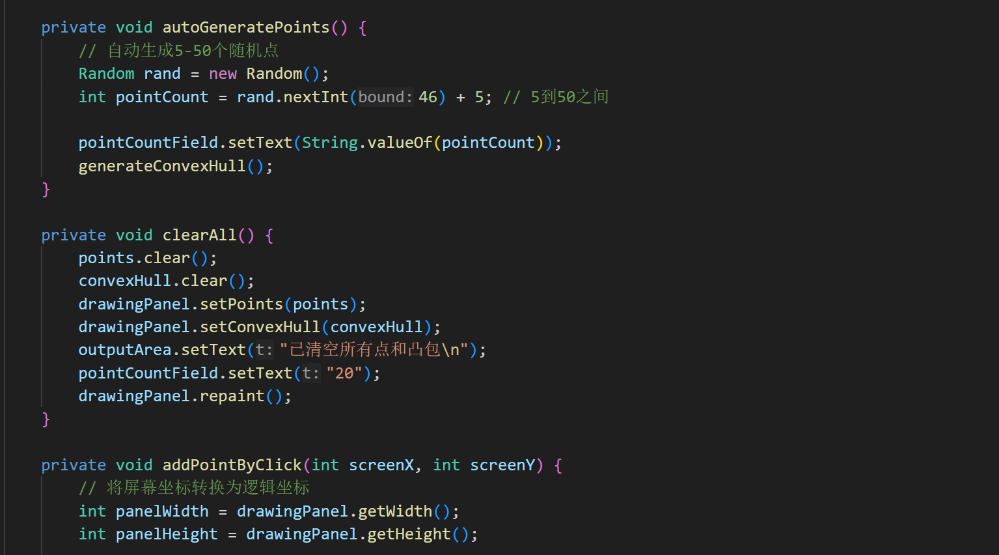 private void autoGeneratePoints() {
// 自动生成5-50个随机点
Random rand = new Random();
int pointCount = rand.nextInt(bound: 46) + 5; // 5到50之间
pointCountField.setText(String.valueOf(pointCount));
generateConvexHull();
}
private void clearAll() {
points.clear();
convexHull.clear();
drawingPanel.setPoints(points);
drawingPanel.setConvexHull(convexHull);
outputArea.setText(t: "已清空所有点和凸包\n");
pointCountField.setText(t: "20");
drawingPanel.repaint();
}
private void addPointByClick(int screenX, int screenY) {
// 将屏幕坐标转换为逻辑坐标
int panelWidth = drawingPanel.getWidth();
int panelHeight = drawingPanel.getHeight();